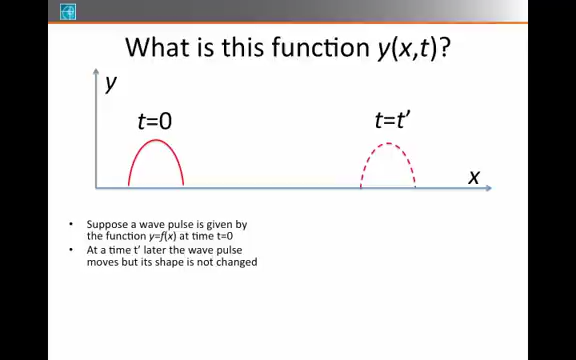 What is this function y(x,t)?
y
t=0
t=t’
x
• Suppose a wave pulse is given by
the function y=f(x) at time t=0
• At a time t’ later the wave pulse
moves but its shape is not changed